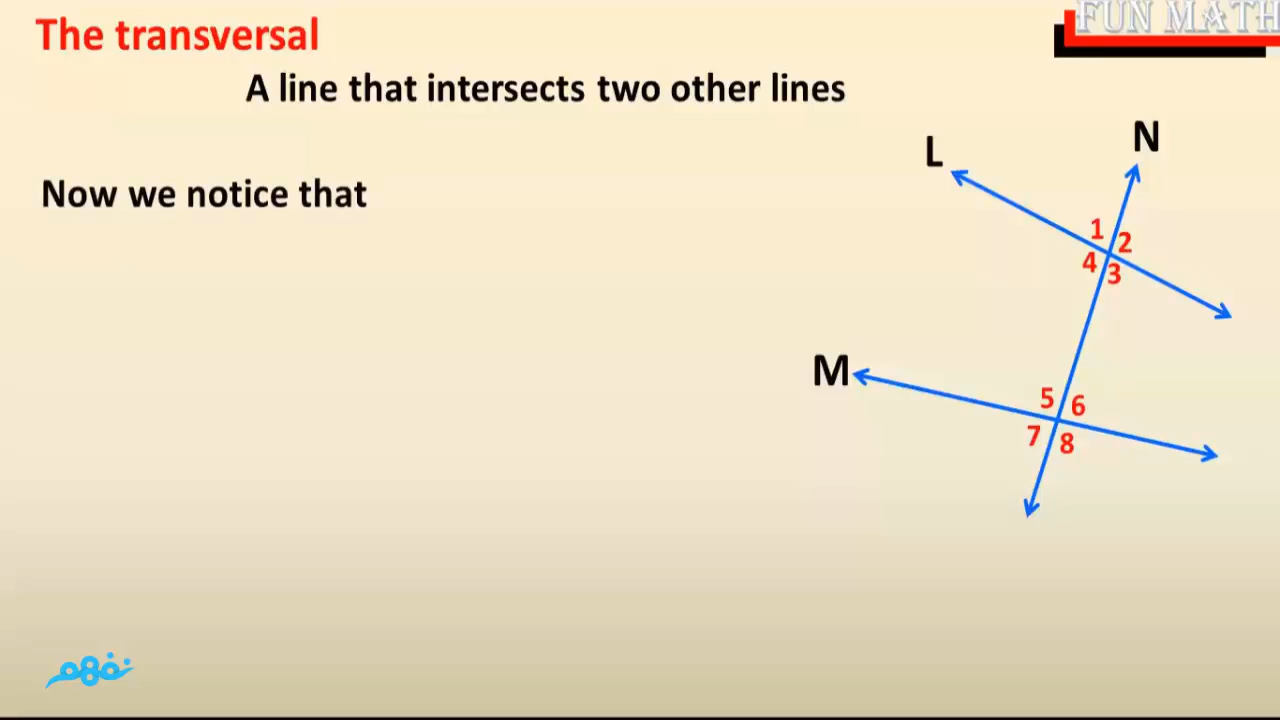 The transversal
FUN MATH
A line that intersects two other lines
N
L
Now we notice that
1 2
4 3
M
5 6
7 8
نفهم